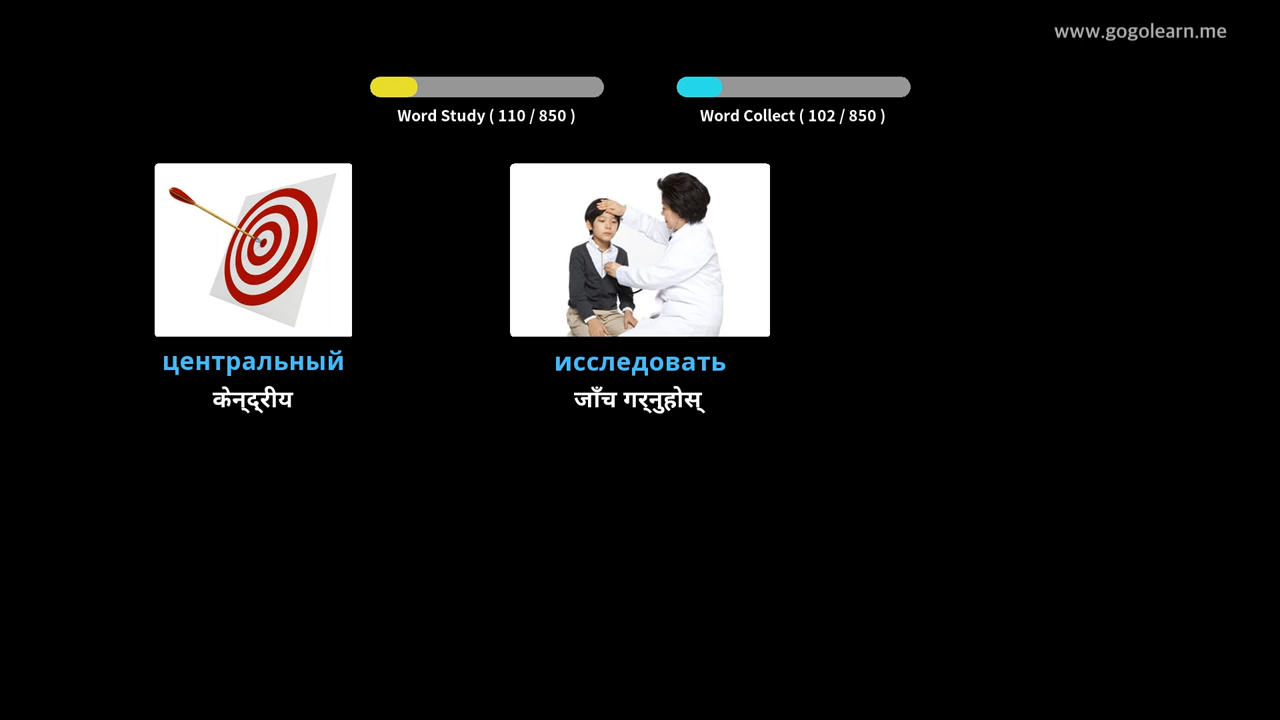 www.gogolearn.me
Word Study ( 110 / 850 )
Word Collect ( 102 / 850 )
центральный
केन्द्रीय
исследовать
जाँच गर्नुहोस्